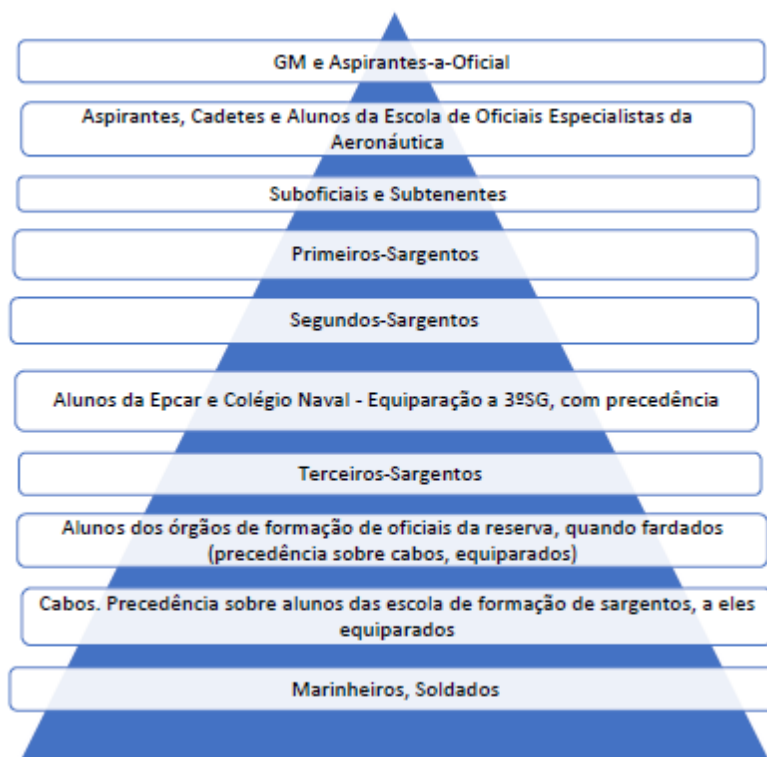 GM e Aspirantes-a-Oficial
Aspirantes, Cadetes e Alunos da Escola de Oficiais Especialistas da
Aeronáutica
Suboficiais e Subtenentes
Primeiros-Sargentos
Segundos-Sargentos
Alunos da Epcar e Colégio Naval - Equiparação a 3ºSG, com precedência
Terceiros-Sargentos
Alunos dos órgãos de formação de oficiais da reserva, quando fardados
(precedência sobre cabos, equiparados)
Cabos. Precedência sobre alunos das escola de formação de sargentos, a eles
equiparados
Marinheiros, Soldados